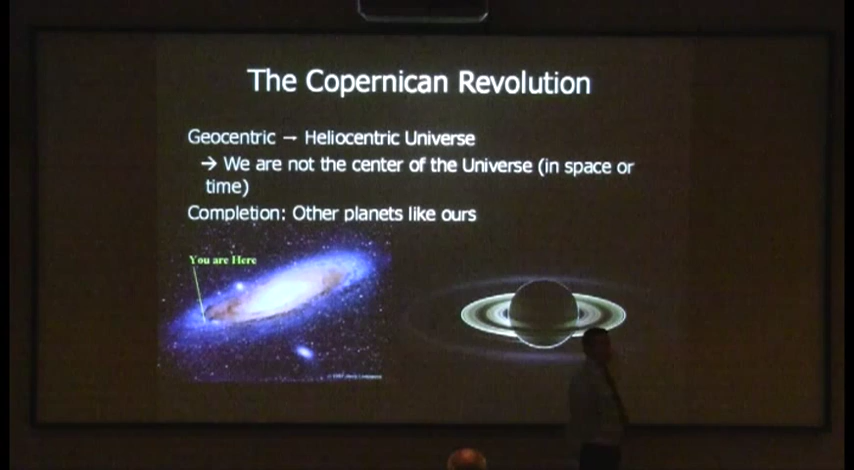 The Copernican Revolution
Geocentric – Heliocentric Universe
→ We are not the center of the Universe (in space or
time)
Completion: Other planets like ours
You are Here